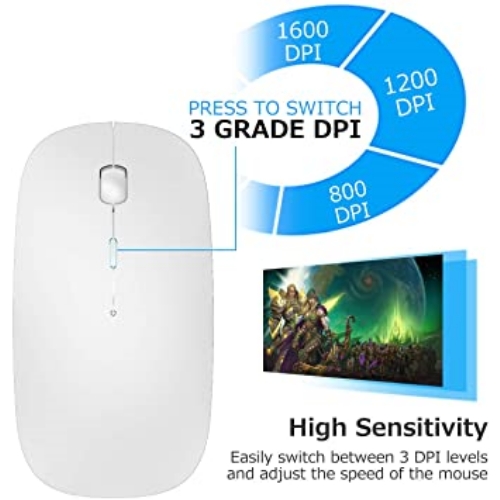 1600
DPI
1200
DPI
PRESS TO SWITCH
3 GRADE DPI
800
DPI
High Sensitivity
Easily switch between 3 DPI levels
and adjust the speed of the mouse